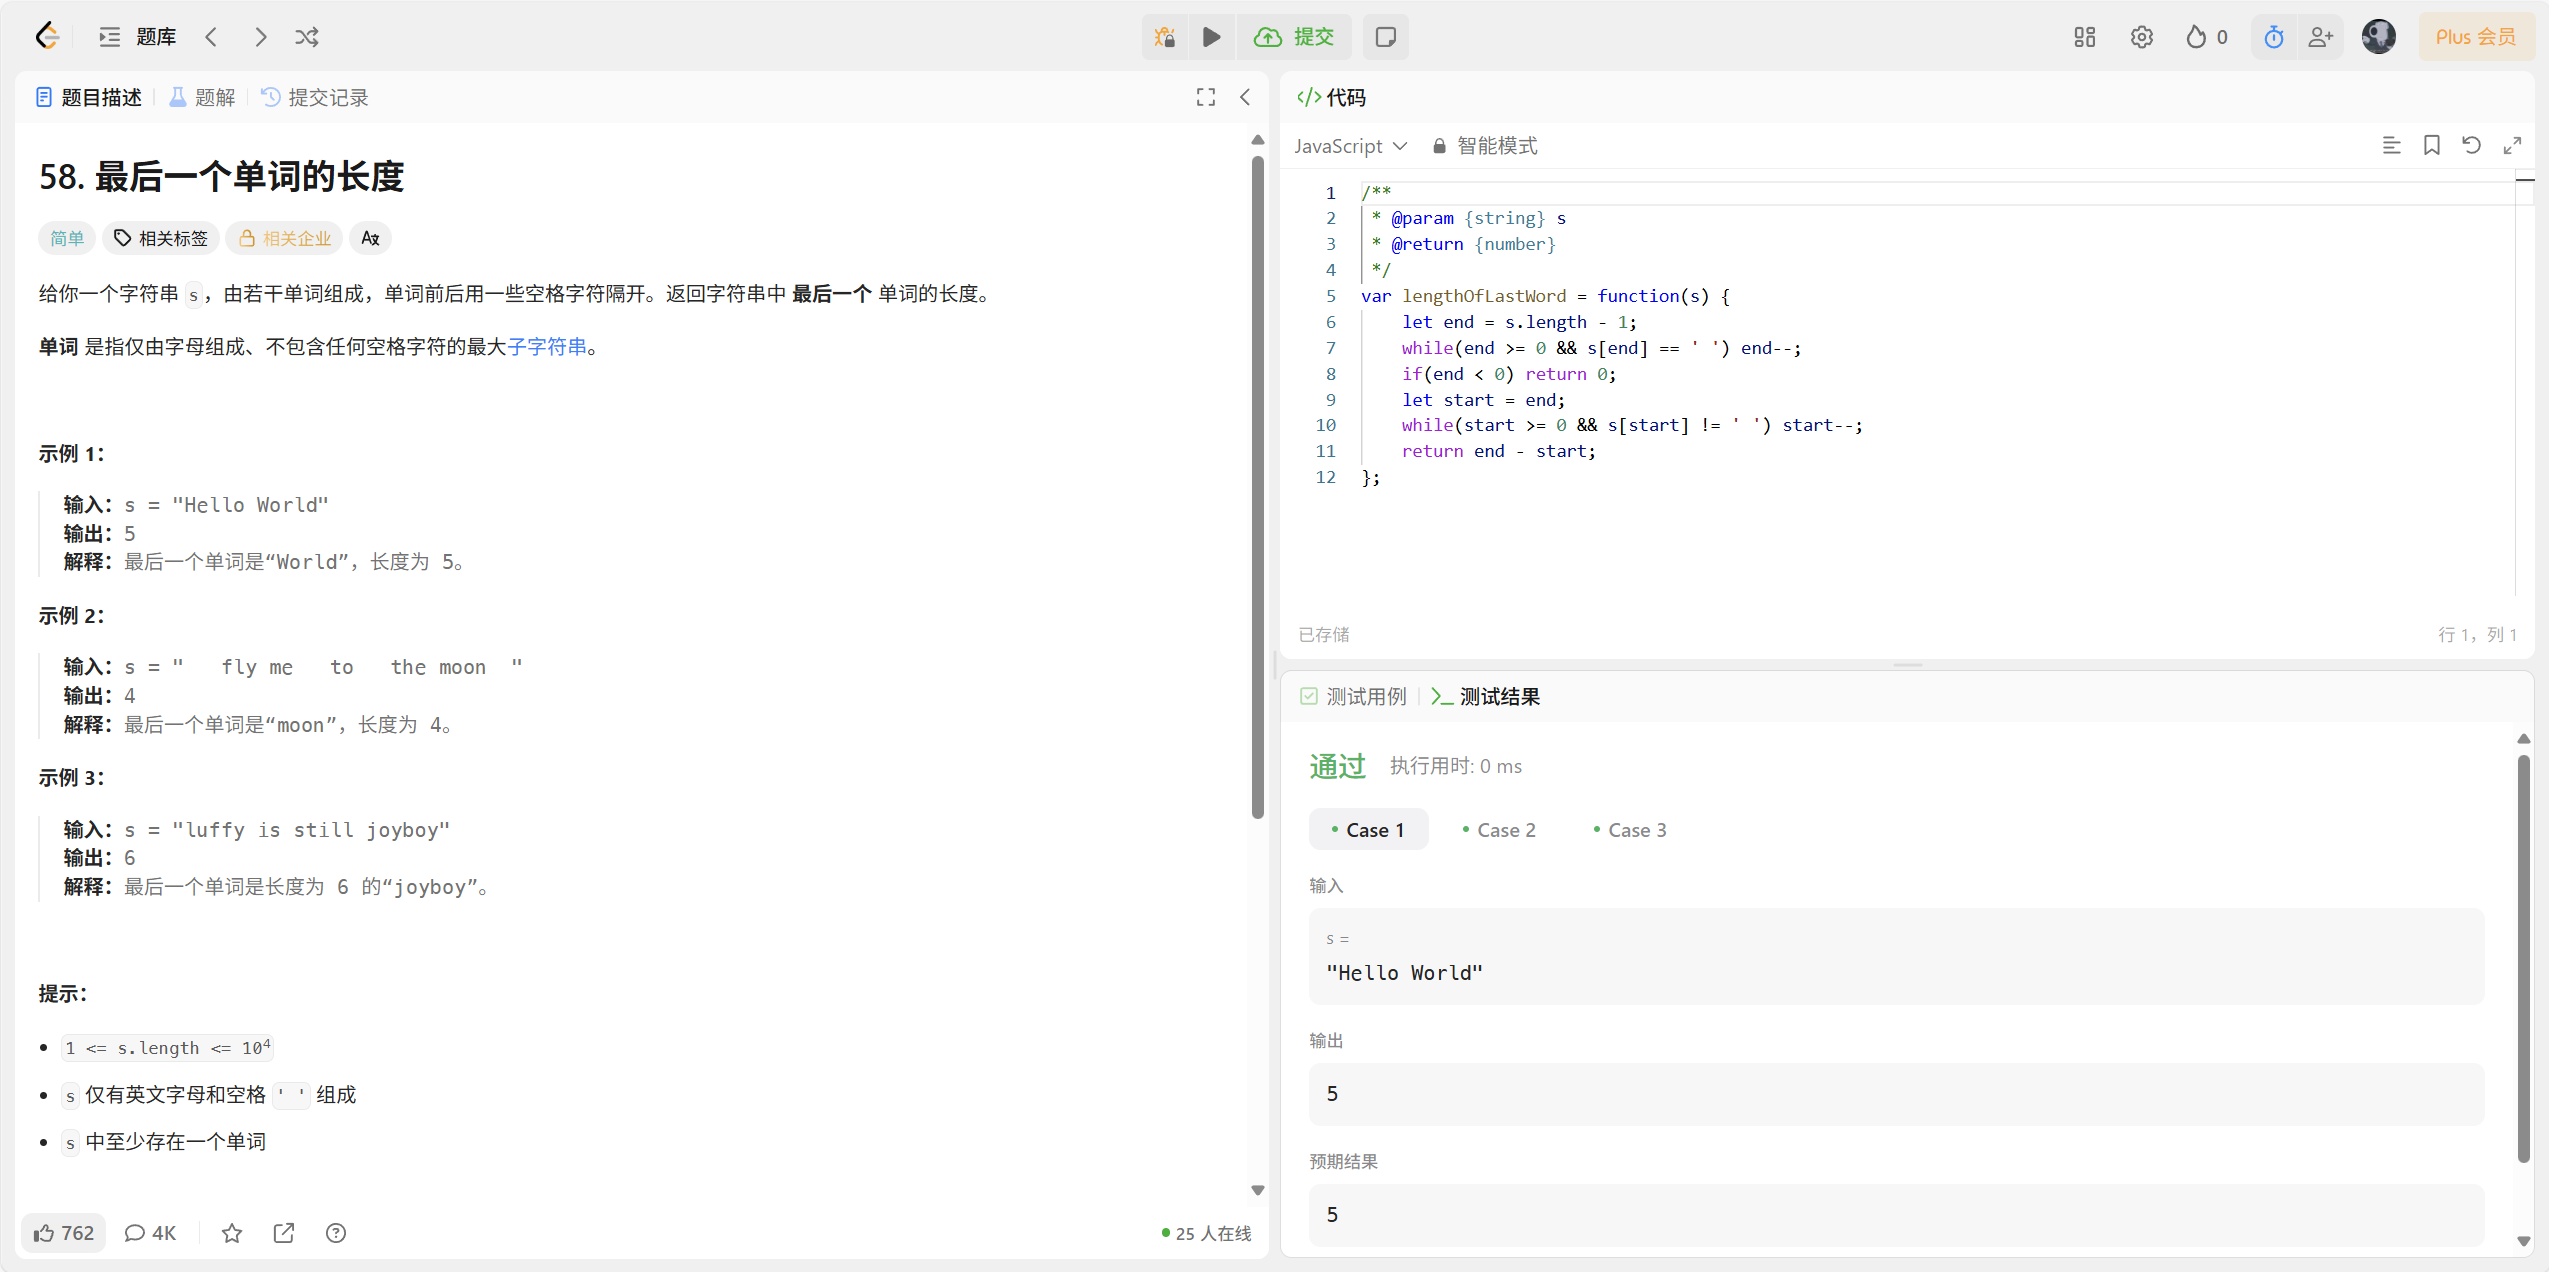 题库
提交
0
Plus 会员
题目描述
题解
提交记录
58. 最后一个单词的长度
简单
相关标签
相关企业
给你一个字符串 s，由若干单词组成，单词前后用一些空格字符隔开。返回字符串中 最后一个 单词的长度。
单词 是指仅由字母组成、不包含任何空格字符的最大子字符串。
示例 1：
输入：s = "Hello World"
输出：5
解释：最后一个单词是“World”，长度为 5。
示例 2：
输入：s = "   fly me   to   the moon  "
输出：4
解释：最后一个单词是“moon”，长度为 4。
示例 3：
输入：s = "luffy is still joyboy"
输出：6
解释：最后一个单词是长度为 6 的“joyboy”。
提示：
1 <= s.length <= 10⁴
s 仅有英文字母和空格 ' ' 组成
s 中至少存在一个单词
762
4K
25 人在线
</> 代码
JavaScript
智能模式
1 /**
2  * @param {string} s
3  * @return {number}
4  */
5 var lengthOfLastWord = function(s) {
6     let end = s.length - 1;
7     while(end >= 0 && s[end] == ' ') end--;
8     if(end < 0) return 0;
9     let start = end;
10     while(start >= 0 && s[start] != ' ') start--;
11     return end - start;
12 };
已存储
行 1，列 1
测试用例
测试结果
通过
执行用时: 0 ms
Case 1
Case 2
Case 3
输入
s =
"Hello World"
输出
5
预期结果
5